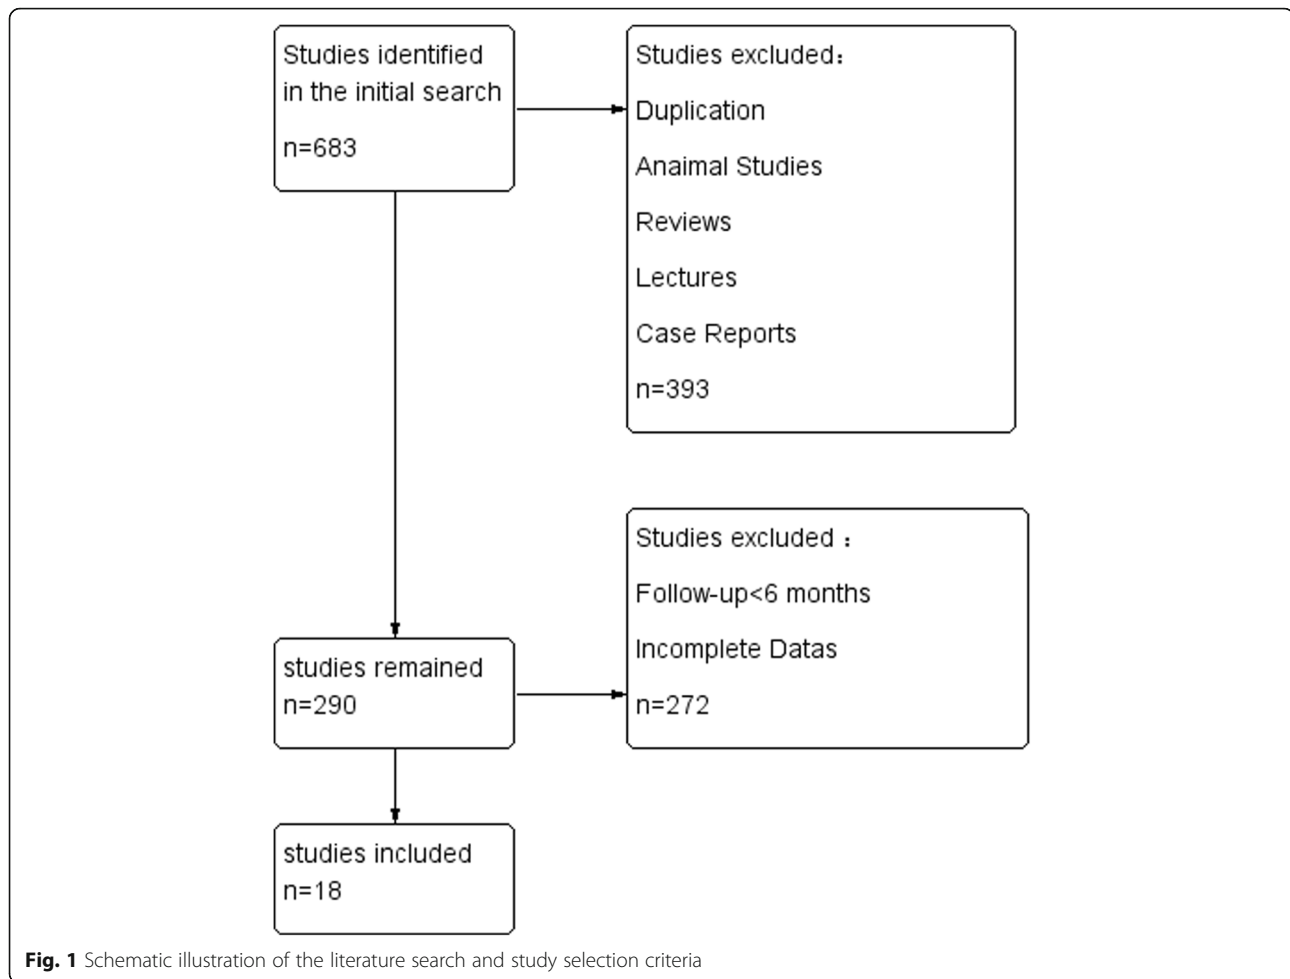 Studies identified
in the initial search
n=683
Studies excluded：
Duplication
Anaimal Studies
Reviews
Lectures
Case Reports
n=393
studies remained
n=290
Studies excluded ：
Follow-up<6 months
Incomplete Datas
n=272
studies included
n=18
Fig. 1 Schematic illustration of the literature search and study selection criteria